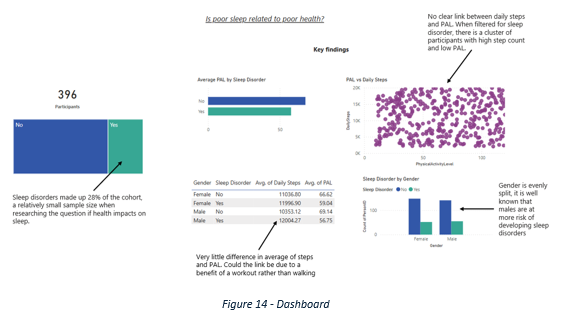 Is poor sleep related to poor health?
Key findings
No clear link between daily steps
and PAL. When filtered for sleep
disorder, there is a cluster of
participants with high step count
and low PAL.
396
Participants
No
Yes
Sleep disorders made up 28% of the cohort,
a relatively small sample size when
researching the question if health impacts on
sleep.
Average PAL by Sleep Disorder
No
Yes
0
50
PAL vs Daily Steps
20K
15K
10K
5K
0K
DailySteps
50
100
PhysicalActivityLevel
Gender Sleep Disorder Avg. of Daily Steps Avg. of PAL
Female No 11036.80 66.62
Female Yes 11996.90 59.04
Male No 10353.12 69.14
Male Yes 12004.27 56.75
Very little difference in average of steps
and PAL. Could the link be due to a
benefit of a workout rather than walking
Sleep Disorder by Gender
Sleep Disorder No Yes
Count of PersonID
100
0
Female
Male
Gender
Gender is evenly
split, it is well
known that
males are at
more risk of
developing sleep
disorders
Figure 14 - Dashboard